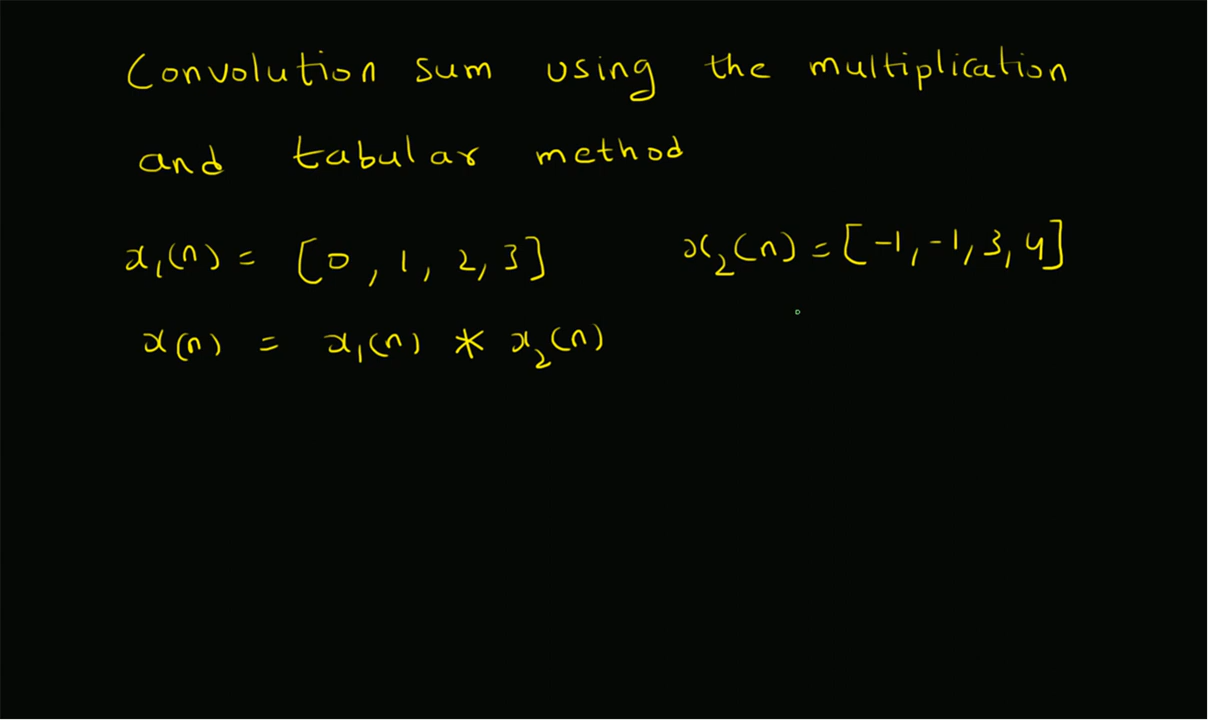 Convolution sum using the multiplication
and tabular method
x₁(n) = [0, 1, 2, 3] x₂(n) = [-1, -1, 3, 4]
x(n) = x₁(n) * x₂(n)